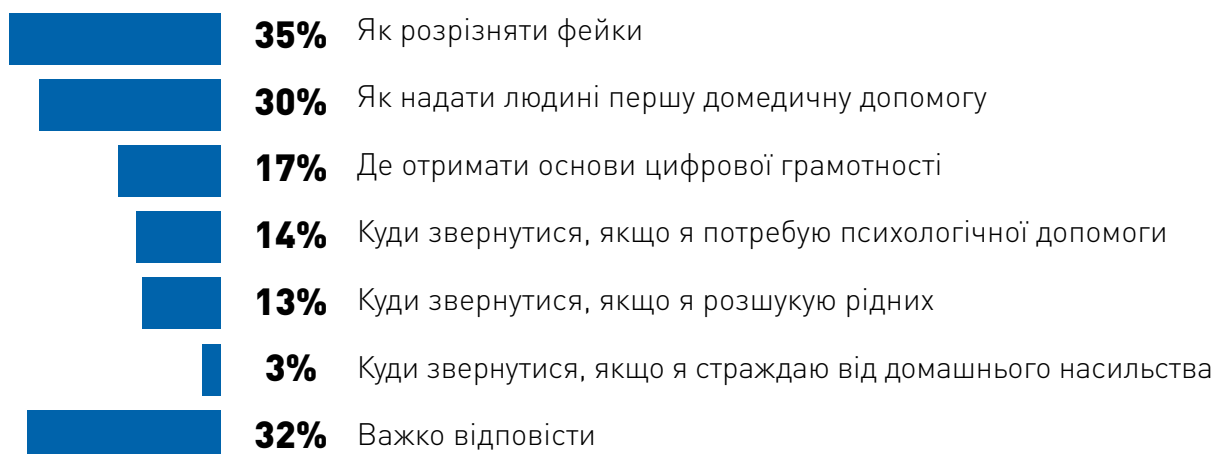 35% Як розрізняти фейки
30% Як надати людині першу домедичну допомогу
17% Де отримати основи цифрової грамотності
14% Куди звернутися, якщо я потребую психологічної допомоги
13% Куди звернутися, якщо я розшукую рідних
3% Куди звернутися, якщо я страждаю від домашнього насильства
32% Важко відповісти